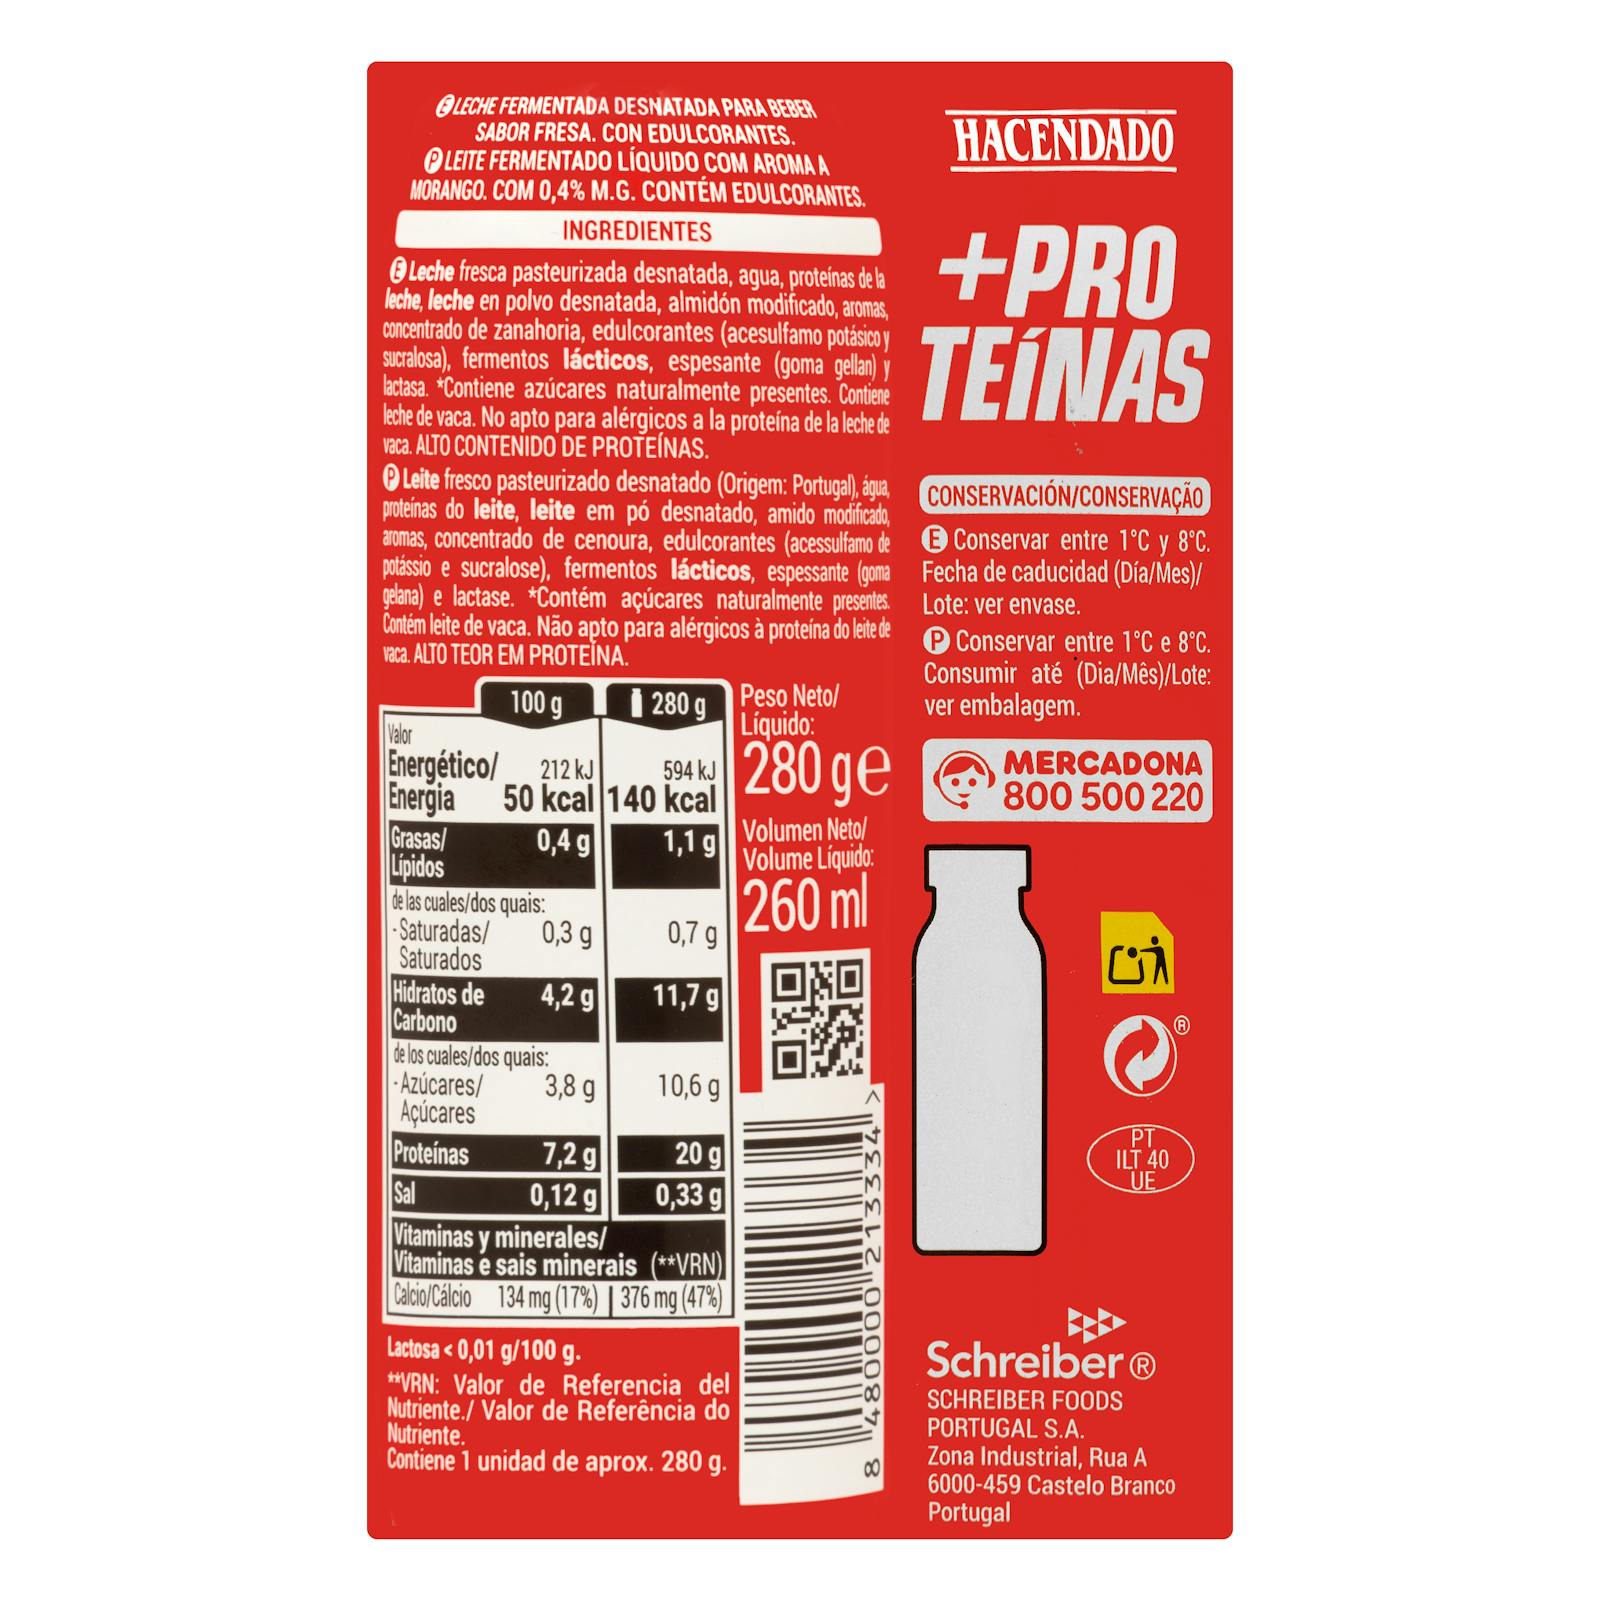 E LECHE FERMENTADA DESNATADA PARA BEBER
SABOR FRESA. CON EDULCORANTES.
P LEITE FERMENTADO LÍQUIDO COM AROMA A
MORANGO. COM 0,4% M.G. CONTÉM EDULCORANTES.
INGREDIENTES
E Leche fresca pasteurizada desnatada, agua, proteínas de la
leche, leche en polvo desnatada, almidón modificado, aromas,
concentrado de zanahoria, edulcorantes (acesulfamo potásico y
sucralosa), fermentos lácticos, espesante (goma gellan) y
lactasa. *Contiene azúcares naturalmente presentes. Contiene
leche de vaca. No apto para alérgicos a la proteína de la leche de
vaca. ALTO CONTENIDO DE PROTEÍNAS.
P Leite fresco pasteurizado desnatado (Origem: Portugal), água,
proteínas do leite, leite em pó desnatado, amido modificado,
aromas, concentrado de cenoura, edulcorantes (acessulfamo de
potássio e sucralose), fermentos lácticos, espessante (goma
gelana) e lactase. *Contém açúcares naturalmente presentes.
Contém leite de vaca. Não apto para alérgicos à proteína do leite de
vaca. ALTO TEOR EM PROTEÍNA.
100 g 280 g
Valor
Energético/ 212 kJ 594 kJ
Energia 50 kcal 140 kcal
Grasas/ 0,4 g 1,1 g
Lípidos
de las cuales/dos quais:
- Saturadas/ 0,3 g 0,7 g
Saturados
Hidratos de 4,2 g 11,7 g
Carbono
de los cuales/dos quais:
- Azúcares/ 3,8 g 10,6 g
Açúcares
Proteínas 7,2 g 20 g
Sal 0,12 g 0,33 g
Vitaminas y minerales/
Vitaminas e sais minerais (**VRN)
Calcio/Cálcio 134 mg (17%) 376 mg (47%)
Lactosa < 0,01 g/100 g.
**VRN: Valor de Referencia del
Nutriente./ Valor de Referência do
Nutriente.
Contiene 1 unidad de aprox. 280 g.
Peso Neto/
Líquido:
280 g e
Volumen Neto/
Volume Líquido:
260 ml
8 480000 213334 >
HACENDADO
+PRO
TEÍNAS
CONSERVACIÓN/CONSERVAÇÃO
E Conservar entre 1°C y 8°C.
Fecha de caducidad (Día/Mes)/
Lote: ver envase.
P Conservar entre 1°C e 8°C.
Consumir até (Dia/Mês)/Lote:
ver embalagem.
MERCADONA
800 500 220
®
PT
ILT 40
UE
Schreiber®
SCHREIBER FOODS
PORTUGAL S.A.
Zona Industrial, Rua A
6000-459 Castelo Branco
Portugal